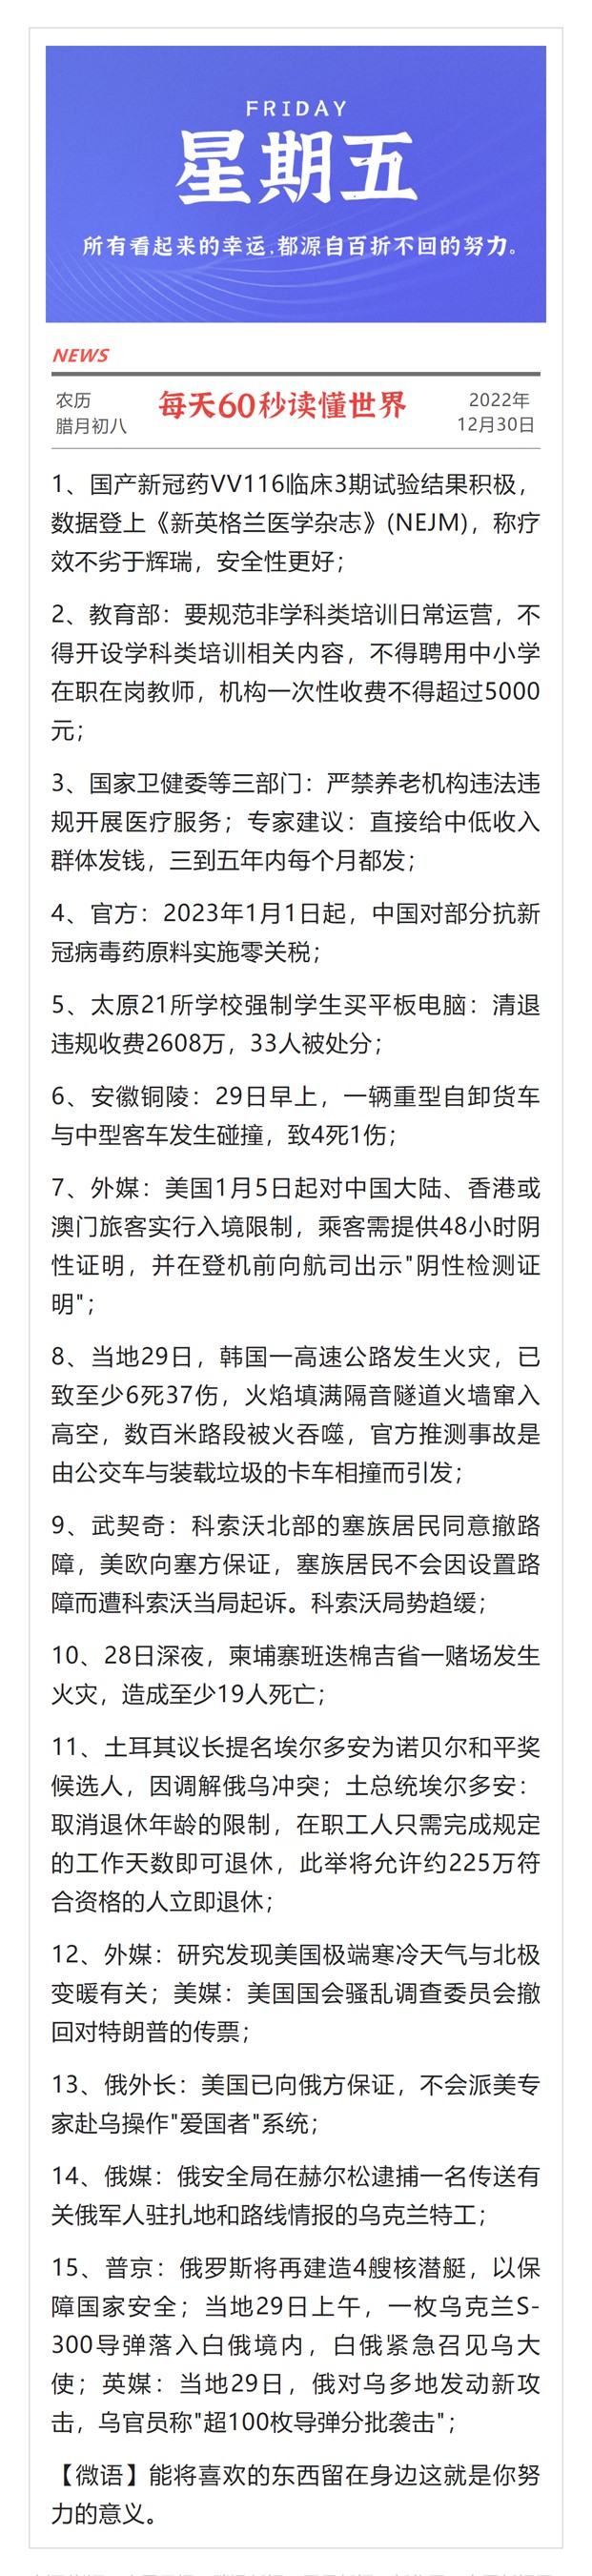 FRIDAY
星期五
所有看起来的幸运,都源自百折不回的努力。
NEWS
农历
腊月初八
每天60秒读懂世界
2022年
12月30日
1、国产新冠药VV116临床3期试验结果积极，
数据登上《新英格兰医学杂志》(NEJM)，称疗
效不劣于辉瑞，安全性更好；
2、教育部：要规范非学科类培训日常运营，不
得开设学科类培训相关内容，不得聘用中小学
在职在岗教师，机构一次性收费不得超过5000
元；
3、国家卫健委等三部门：严禁养老机构违法违
规开展医疗服务；专家建议：直接给中低收入
群体发钱，三到五年内每个月都发；
4、官方：2023年1月1日起，中国对部分抗新
冠病毒药原料实施零关税；
5、太原21所学校强制学生买平板电脑：清退
违规收费2608万，33人被处分；
6、安徽铜陵：29日早上，一辆重型自卸货车
与中型客车发生碰撞，致4死1伤；
7、外媒：美国1月5日起对中国大陆、香港或
澳门旅客实行入境限制，乘客需提供48小时阴
性证明，并在登机前向航司出示"阴性检测证
明"；
8、当地29日，韩国一高速公路发生火灾，已
致至少6死37伤，火焰填满隔音隧道火墙窜入
高空，数百米路段被火吞噬，官方推测事故是
由公交车与装载垃圾的卡车相撞而引发；
9、武契奇：科索沃北部的塞族居民同意撤路
障，美欧向塞方保证，塞族居民不会因设置路
障而遭科索沃当局起诉。科索沃局势趋缓；
10、28日深夜，柬埔寨班迭棉吉省一赌场发生
火灾，造成至少19人死亡；
11、土耳其议长提名埃尔多安为诺贝尔和平奖
候选人，因调解俄乌冲突；土总统埃尔多安：
取消退休年龄的限制，在职工人只需完成规定
的工作天数即可退休，此举将允许约225万符
合资格的人立即退休；
12、外媒：研究发现美国极端寒冷天气与北极
变暖有关；美媒：美国国会骚乱调查委员会撤
回对特朗普的传票；
13、俄外长：美国已向俄方保证，不会派美专
家赴乌操作"爱国者"系统；
14、俄媒：俄安全局在赫尔松逮捕一名传送有
关俄军人驻扎地和路线情报的乌克兰特工；
15、普京：俄罗斯将再建造4艘核潜艇，以保
障国家安全；当地29日上午，一枚乌克兰S-
300导弹落入白俄境内，白俄紧急召见乌大
使；英媒：当地29日，俄对乌多地发动新攻
击，乌官员称"超100枚导弹分批袭击"；
【微语】能将喜欢的东西留在身边这就是你努
力的意义。